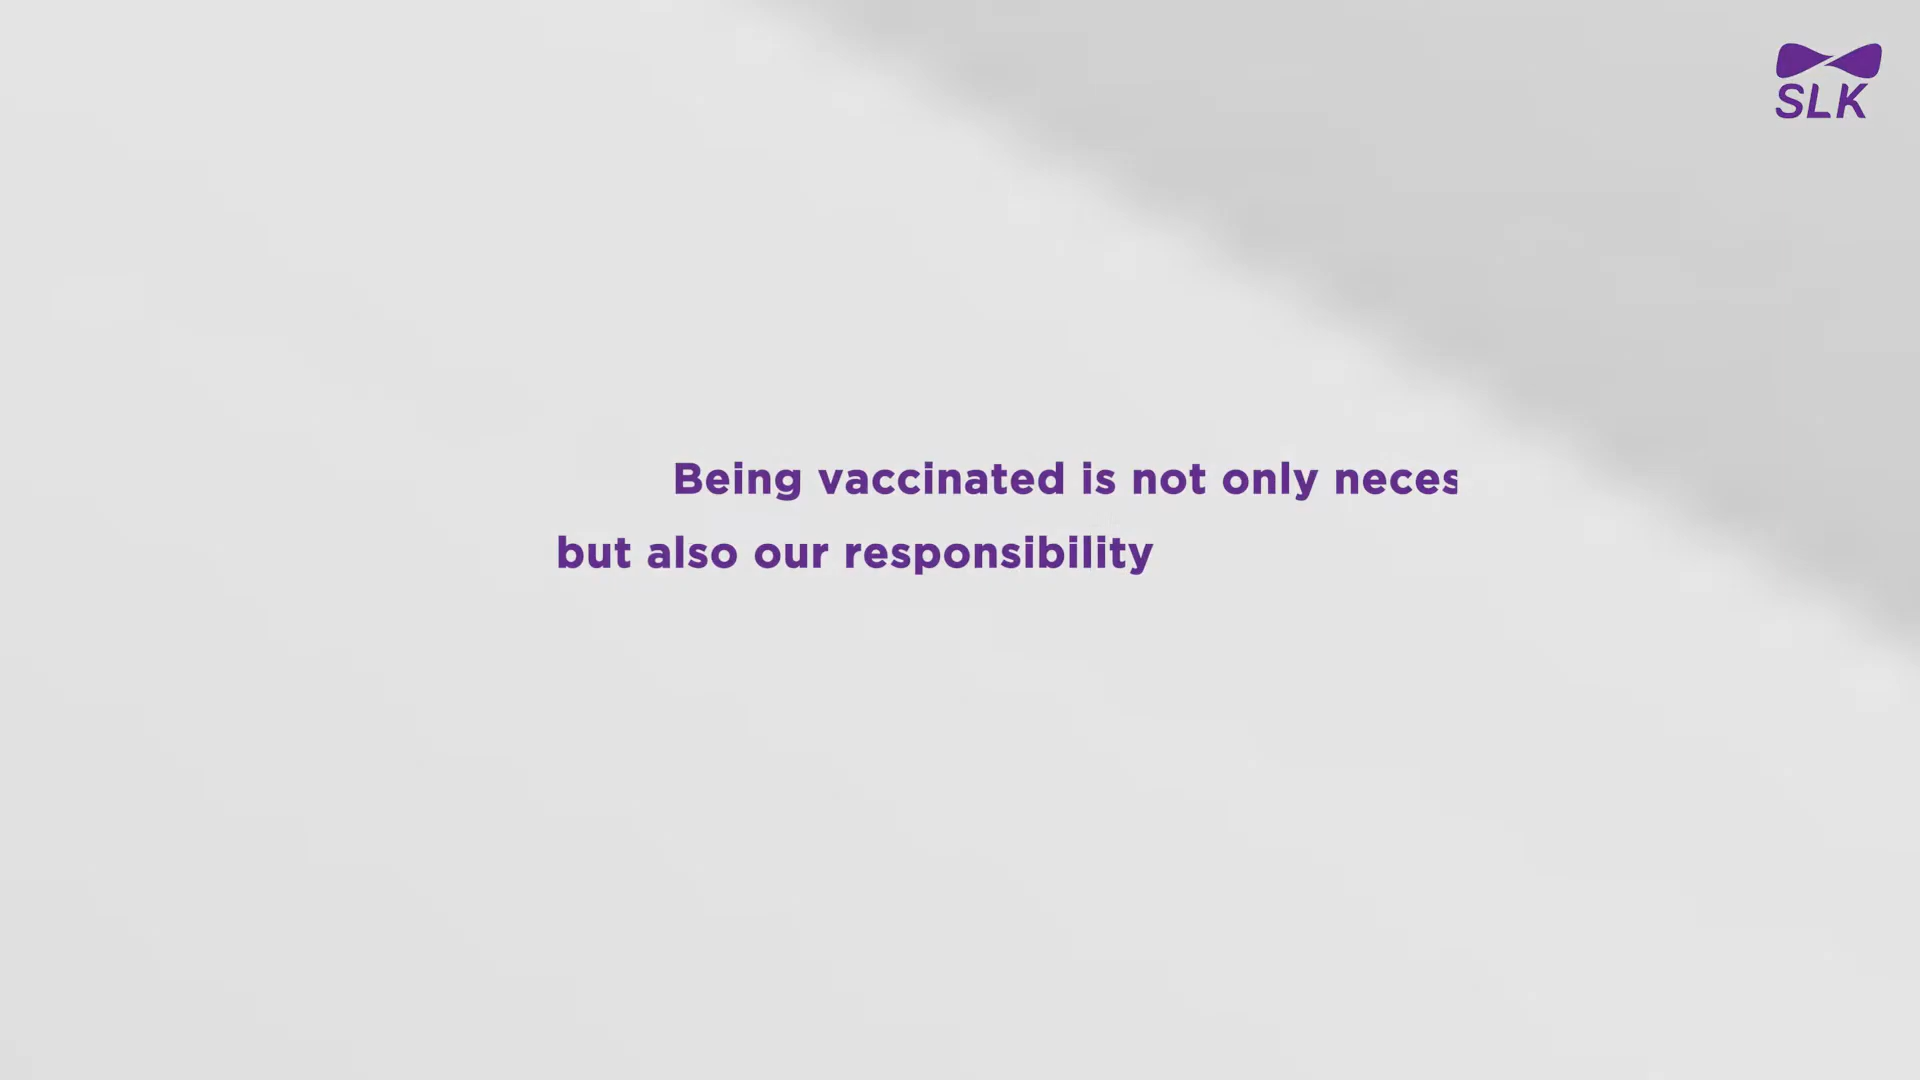 SLK
Being vaccinated is not only neces
but also our responsibility